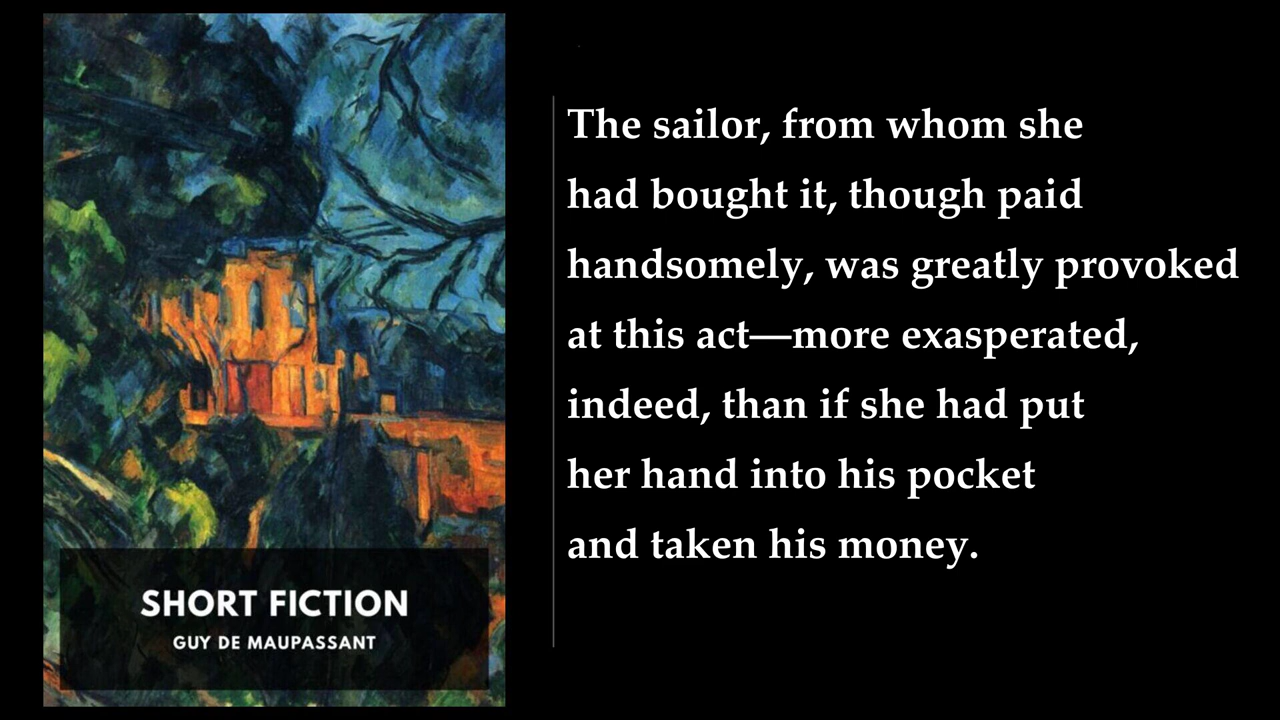 SHORT FICTION
GUY DE MAUPASSANT
The sailor, from whom she
had bought it, though paid
handsomely, was greatly provoked
at this act—more exasperated,
indeed, than if she had put
her hand into his pocket
and taken his money.